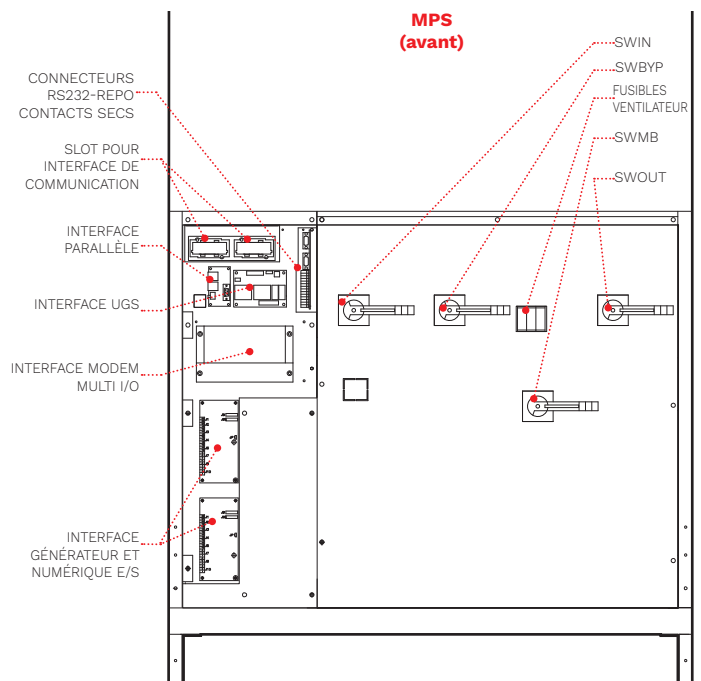 MPS
(avant)
CONNECTEURS
RS232-REPO
CONTACTS SECS
SLOT POUR
INTERFACE DE
COMMUNICATION
INTERFACE
PARALLÈLE
INTERFACE UGS
INTERFACE MODEM
MULTI I/O
INTERFACE
GÉNÉRATEUR ET
NUMÉRIQUE E/S
SWIN
SWBYP
FUSIBLES
VENTILATEUR
SWMB
SWOUT